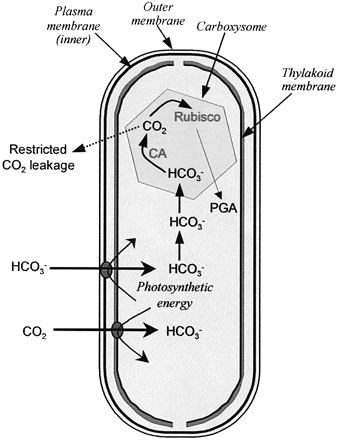 Plasma
membrane
(inner)
Outer
membrane
Carboxysome
Thylakoid
membrane
Rubisco
CO₂
Restricted
CO₂ leakage
CA
HCO₃⁻
PGA
HCO₃⁻
HCO₃⁻
HCO₃⁻
Photosynthetic
energy
CO₂
HCO₃⁻